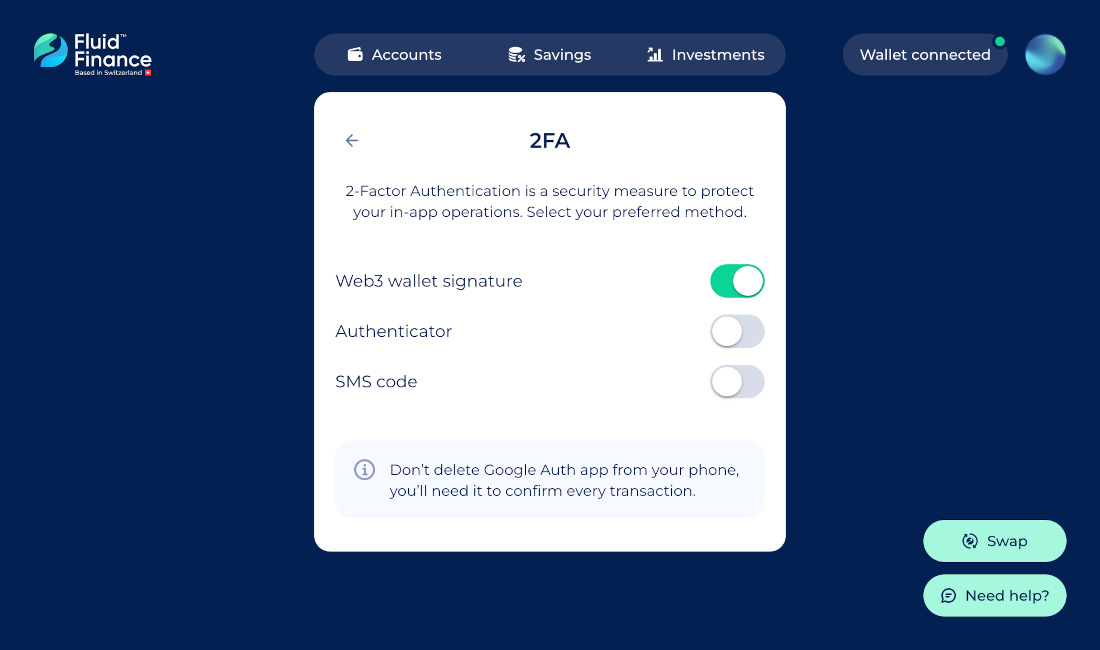 Fluid™
Finance
Based in Switzerland
Accounts
Savings
Investments
Wallet connected
2FA
2-Factor Authentication is a security measure to protect
your in-app operations. Select your preferred method.
Web3 wallet signature
Authenticator
SMS code
Don’t delete Google Auth app from your phone,
you’ll need it to confirm every transaction.
Swap
Need help?